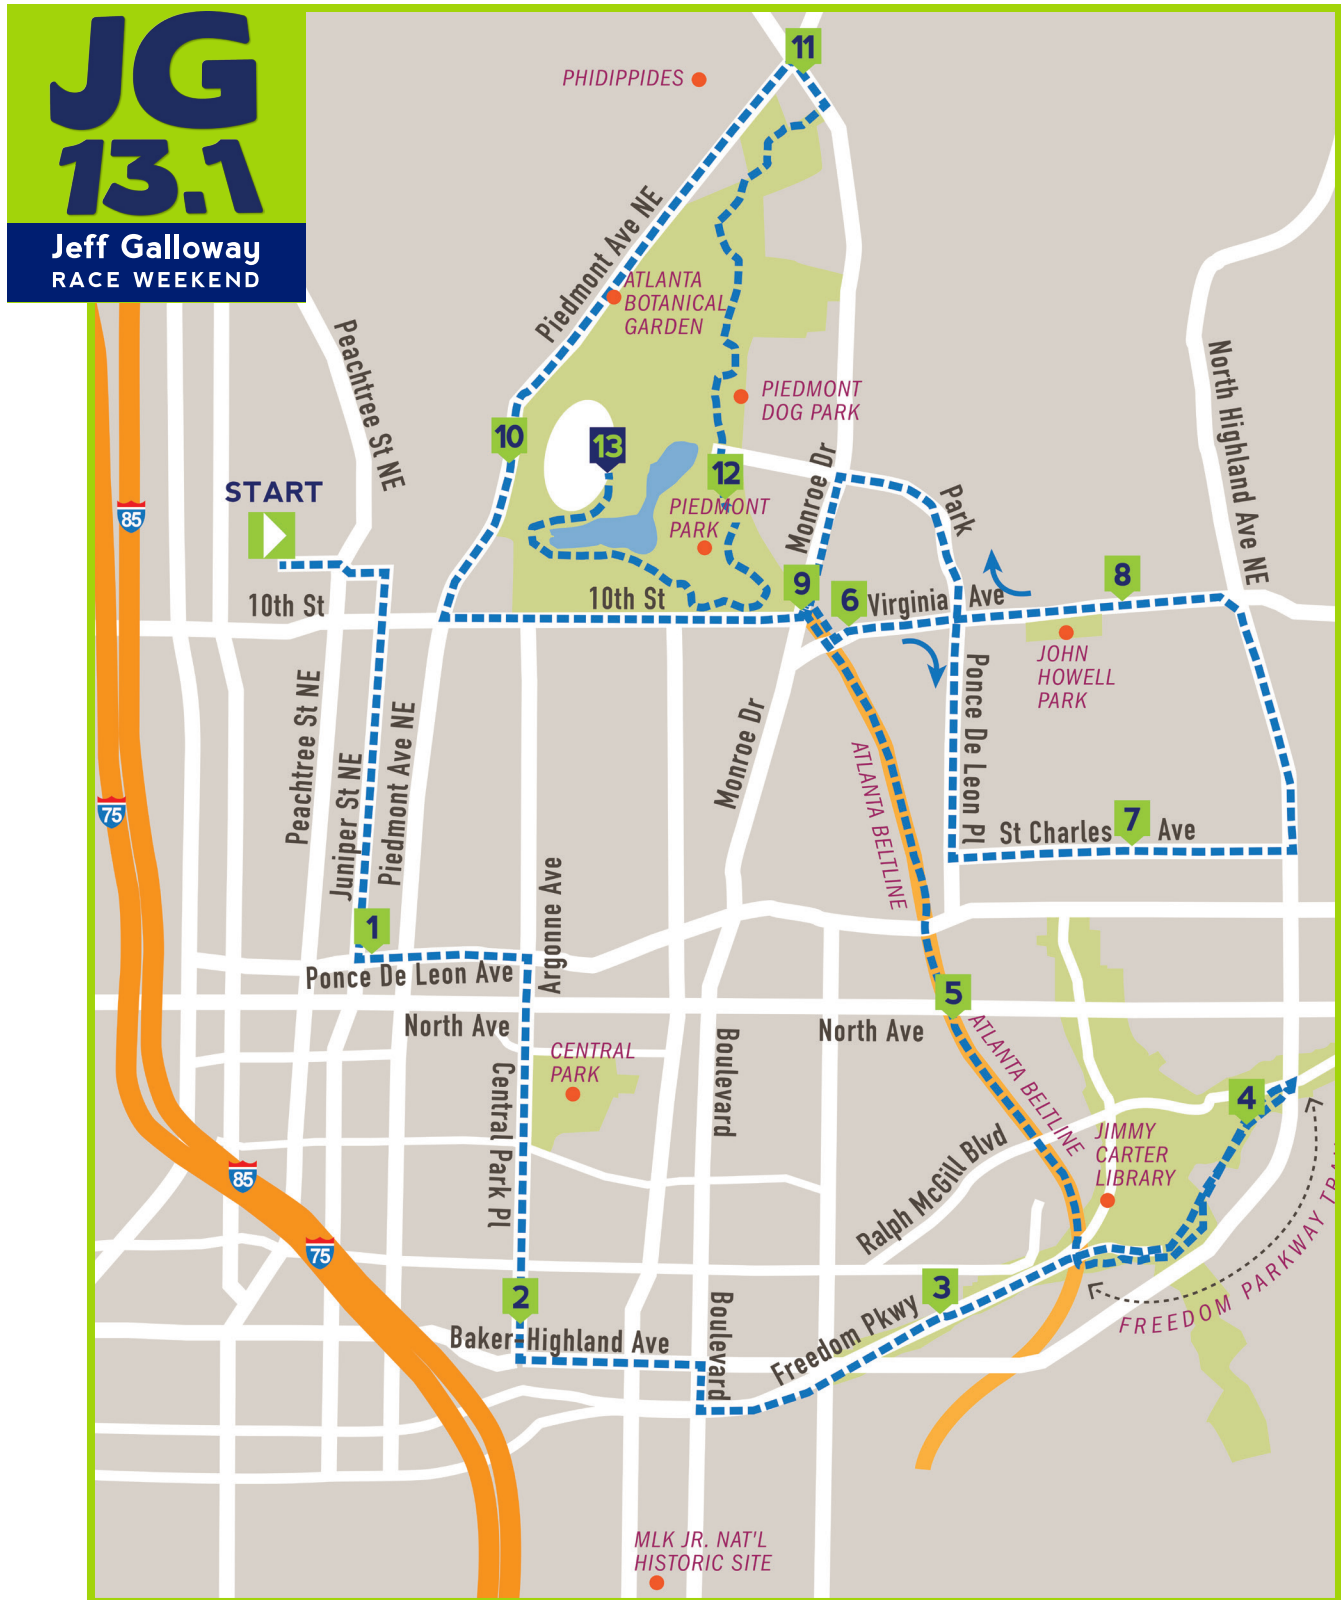 JG
13.1
Jeff Galloway
RACE WEEKEND
11
PHIDIPPIDES
Piedmont Ave NE
ATLANTA
BOTANICAL
GARDEN
Peachtree St NE
North Highland Ave NE
PIEDMONT
DOG PARK
10
13
12
Monroe Dr
Park
START
85
PIEDMONT
PARK
9
6
Virginia Ave
8
10th St
10th St
JOHN
HOWELL
PARK
Peachtree St NE
Juniper St NE
Piedmont Ave NE
Monroe Dr
ATLANTA BELTLINE
Ponce De Leon Pl
75
St Charles Ave
7
1
Argonne Ave
Ponce De Leon Ave
5
North Ave
North Ave
ATLANTA BELTLINE
CENTRAL
PARK
Central Park Pl
Boulevard
4
JIMMY
CARTER
LIBRARY
Ralph McGill Blvd
85
75
2
3
FREEDOM PARKWAY
Baker-Highland Ave
Boulevard
Freedom Pkwy
MLK JR. NAT'L
HISTORIC SITE